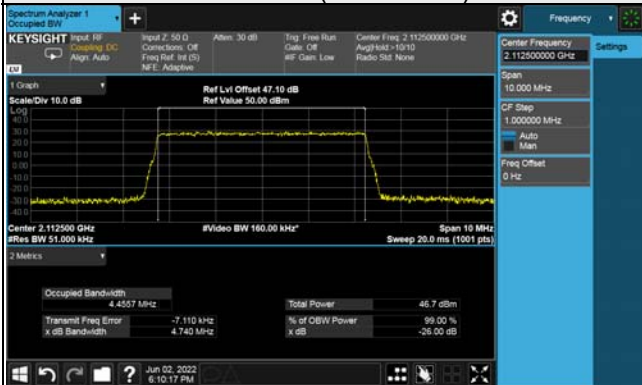 Spectrum Analyzer 1
Occupied BW
+
Frequency
KEYSIGHT
Input: RF
Coupling: DC
Align: Auto
Input Z: 50 Ω
Corrections: Off
Freq Ref: Int (S)
NFE: Adaptive
Atten: 30 dB
Trig: Free Run
Gate: Off
#IF Gain: Low
Center Freq: 2.112500000 GHz
Avg|Hold:>10/10
Radio Std: None
Center Frequency
2.112500000 GHz
Settings
Span
10.000 MHz
CF Step
1.000000 MHz
Auto
Man
Freq Offset
0 Hz
1 Graph
Scale/Div 10.0 dB
Ref Lvl Offset 47.10 dB
Ref Value 50.00 dBm
Log
40.0
30.0
20.0
10.0
0.00
-10.0
-20.0
-30.0
-40.0
Center 2.112500 GHz
#Res BW 51.000 kHz
#Video BW 160.00 kHz*
Span 10 MHz
Sweep 20.0 ms (1001 pts)
2 Metrics
Occupied Bandwidth
4.4557 MHz
Total Power 46.7 dBm
Transmit Freq Error -7.110 kHz
% of OBW Power 99.00 %
x dB Bandwidth 4.740 MHz
x dB -26.00 dB
?
Jun 02, 2022
6:10:17 PM